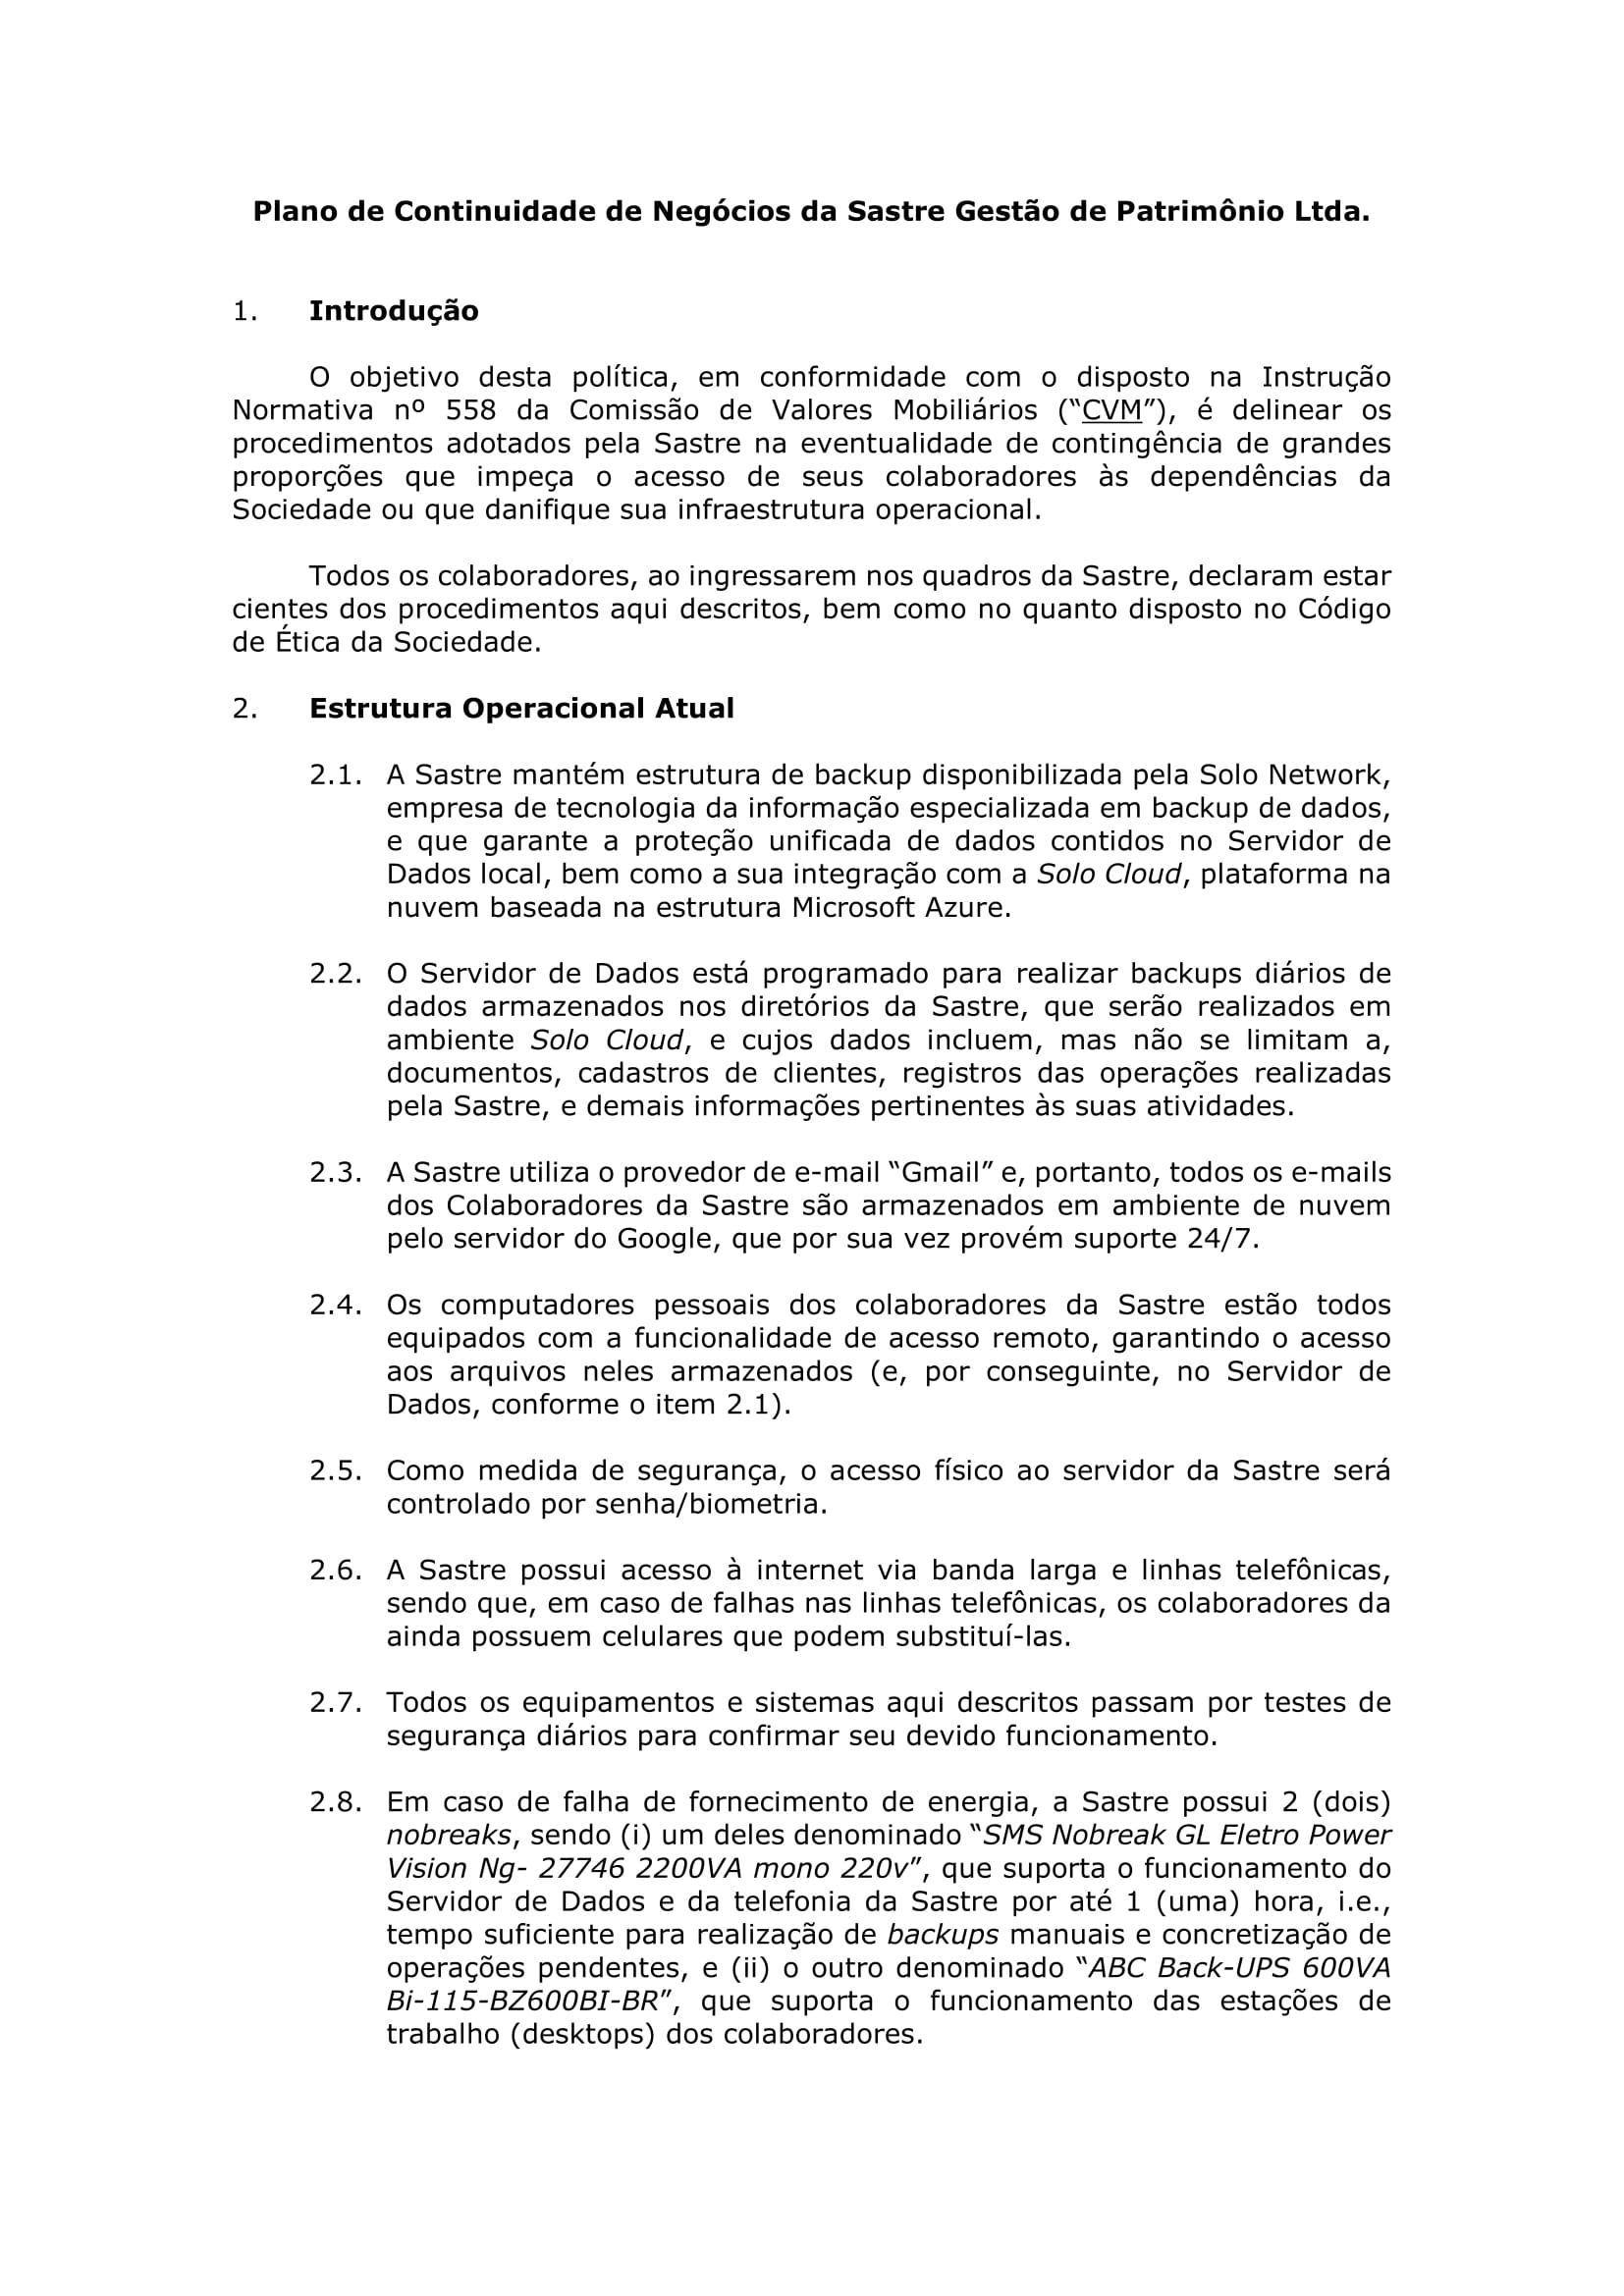 Plano de Continuidade de Negócios da Sastre Gestão de Patrimônio Ltda.
1. Introdução
O objetivo desta política, em conformidade com o disposto na Instrução
Normativa nº 558 da Comissão de Valores Mobiliários (“CVM”), é delinear os
procedimentos adotados pela Sastre na eventualidade de contingência de grandes
proporções que impeça o acesso de seus colaboradores às dependências da
Sociedade ou que danifique sua infraestrutura operacional.
Todos os colaboradores, ao ingressarem nos quadros da Sastre, declaram estar
cientes dos procedimentos aqui descritos, bem como no quanto disposto no Código
de Ética da Sociedade.
2. Estrutura Operacional Atual
2.1. A Sastre mantém estrutura de backup disponibilizada pela Solo Network,
empresa de tecnologia da informação especializada em backup de dados,
e que garante a proteção unificada de dados contidos no Servidor de
Dados local, bem como a sua integração com a Solo Cloud, plataforma na
nuvem baseada na estrutura Microsoft Azure.
2.2. O Servidor de Dados está programado para realizar backups diários de
dados armazenados nos diretórios da Sastre, que serão realizados em
ambiente Solo Cloud, e cujos dados incluem, mas não se limitam a,
documentos, cadastros de clientes, registros das operações realizadas
pela Sastre, e demais informações pertinentes às suas atividades.
2.3. A Sastre utiliza o provedor de e-mail “Gmail” e, portanto, todos os e-mails
dos Colaboradores da Sastre são armazenados em ambiente de nuvem
pelo servidor do Google, que por sua vez provém suporte 24/7.
2.4. Os computadores pessoais dos colaboradores da Sastre estão todos
equipados com a funcionalidade de acesso remoto, garantindo o acesso
aos arquivos neles armazenados (e, por conseguinte, no Servidor de
Dados, conforme o item 2.1).
2.5. Como medida de segurança, o acesso físico ao servidor da Sastre será
controlado por senha/biometria.
2.6. A Sastre possui acesso à internet via banda larga e linhas telefônicas,
sendo que, em caso de falhas nas linhas telefônicas, os colaboradores da
ainda possuem celulares que podem substituí-las.
2.7. Todos os equipamentos e sistemas aqui descritos passam por testes de
segurança diários para confirmar seu devido funcionamento.
2.8. Em caso de falha de fornecimento de energia, a Sastre possui 2 (dois)
nobreaks, sendo (i) um deles denominado “SMS Nobreak GL Eletro Power
Vision Ng- 27746 2200VA mono 220v”, que suporta o funcionamento do
Servidor de Dados e da telefonia da Sastre por até 1 (uma) hora, i.e.,
tempo suficiente para realização de backups manuais e concretização de
operações pendentes, e (ii) o outro denominado “ABC Back-UPS 600VA
Bi-115-BZ600BI-BR”, que suporta o funcionamento das estações de
trabalho (desktops) dos colaboradores.